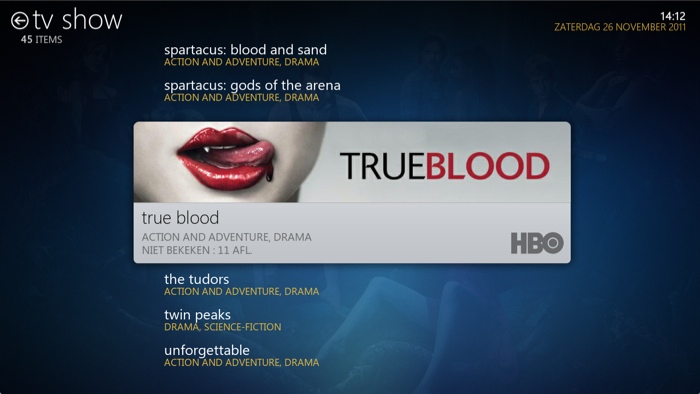 tv show
45 ITEMS
14:12
ZATERDAG 26 NOVEMBER 2011
spartacus: blood and sand
ACTION AND ADVENTURE, DRAMA
spartacus: gods of the arena
ACTION AND ADVENTURE, DRAMA
TRUEBLOOD
true blood
ACTION AND ADVENTURE, DRAMA
NIET BEKEKEN : 11 AFL.
HBO
the tudors
ACTION AND ADVENTURE, DRAMA
twin peaks
DRAMA, SCIENCE-FICTION
unforgettable
ACTION AND ADVENTURE, DRAMA